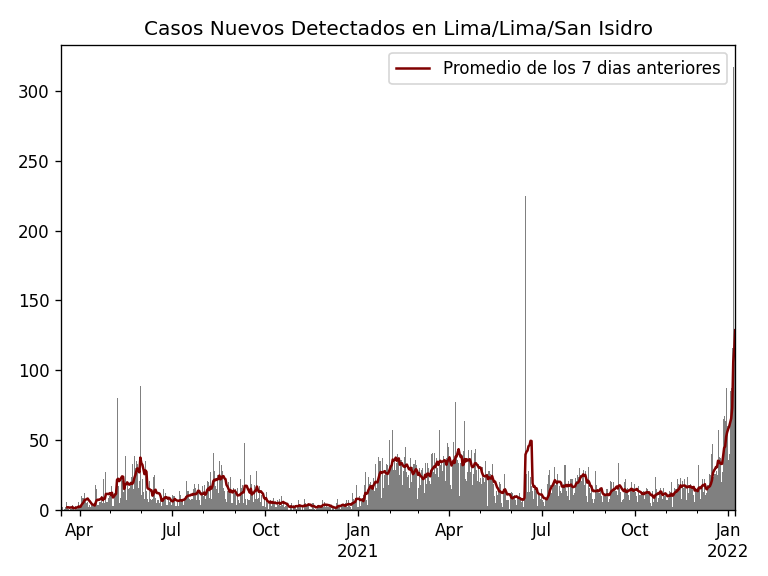 Casos Nuevos Detectados en Lima/Lima/San Isidro
Promedio de los 7 dias anteriores
300
250
200
150
100
50
0
Apr Jul Oct Jan Apr Jul Oct Jan
2021 2022